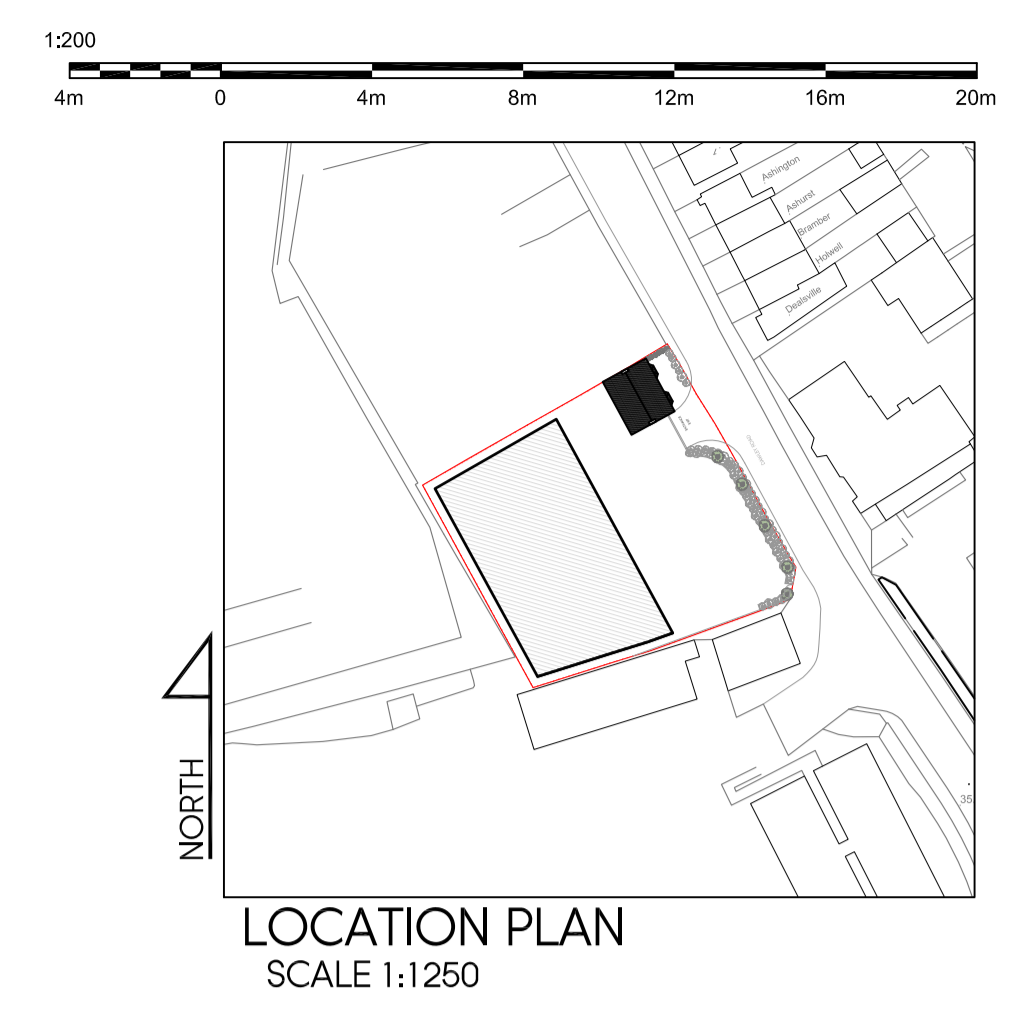 1:200
4m 0 4m 8m 12m 16m 20m
Ashington
Ashurst
Bramber
Holwell
Dealsville
35
NORTH
LOCATION PLAN
SCALE 1:1250